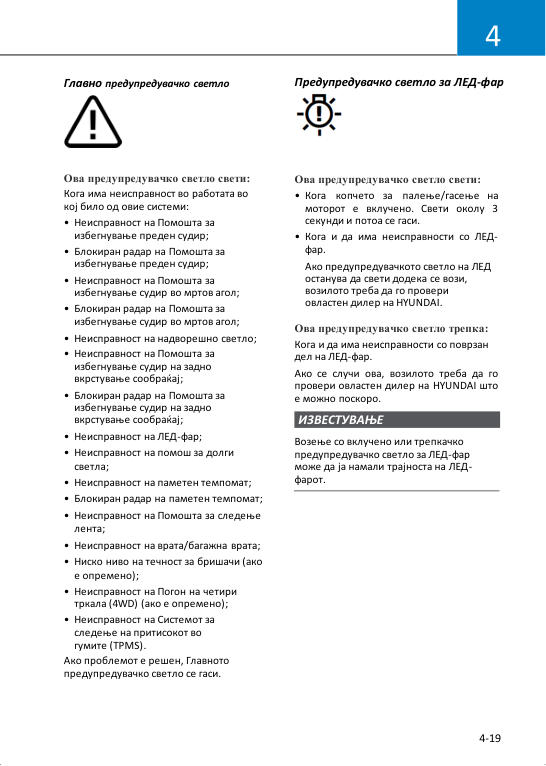 4
Главно предупредувачко светло
Ова предупредувачко светло свети:
Кога има неисправност во работата во
кој било од овие системи:
• Неисправност на Помошта за
избегнување преден судир;
• Блокиран радар на Помошта за
избегнување преден судир;
• Неисправност на Помошта за
избегнување судир во мртов агол;
• Блокиран радар на Помошта за
избегнување судир во мртов агол;
• Неисправност на надворешно светло;
• Неисправност на Помошта за
избегнување судир на задно
вкрстување сообраќај;
• Блокиран радар на Помошта за
избегнување судир на задно
вкрстување сообраќај;
• Неисправност на ЛЕД-фар;
• Неисправност на помош за долги
светла;
• Неисправност на паметен темпомат;
• Блокиран радар на паметен темпомат;
• Неисправност на Помошта за следење
лента;
• Неисправност на врата/багажна врата;
• Ниско ниво на течност за бришачи (ако
е опремено);
• Неисправност на Погон на четири
тркала (4WD) (ако е опремено);
• Неисправност на Системот за
следење на притисокот во
гумите (TPMS).
Ако проблемот е решен, Главното
предупредувачко светло се гаси.
Предупредувачко светло за ЛЕД-фар
Ова предупредувачко светло свети:
• Кога копчето за палење/гасење на
моторот е вклучено. Свети околу 3
секунди и потоа се гаси.
• Кога и да има неисправности со ЛЕД-
фар.
Ако предупредувачкото светло на ЛЕД
останува да свети додека се вози,
возилото треба да го провери
овластен дилер на HYUNDAI.
Ова предупредувачко светло трепка:
Кога и да има неисправности со поврзан
дел на ЛЕД-фар.
Ако се случи ова, возилото треба да го
провери овластен дилер на HYUNDAI што
е можно поскоро.
ИЗВЕСТУВАЊЕ
Возење со вклучено или трепкачко
предупредувачко светло за ЛЕД-фар
може да ја намали трајноста на ЛЕД-
фарот.
4-19